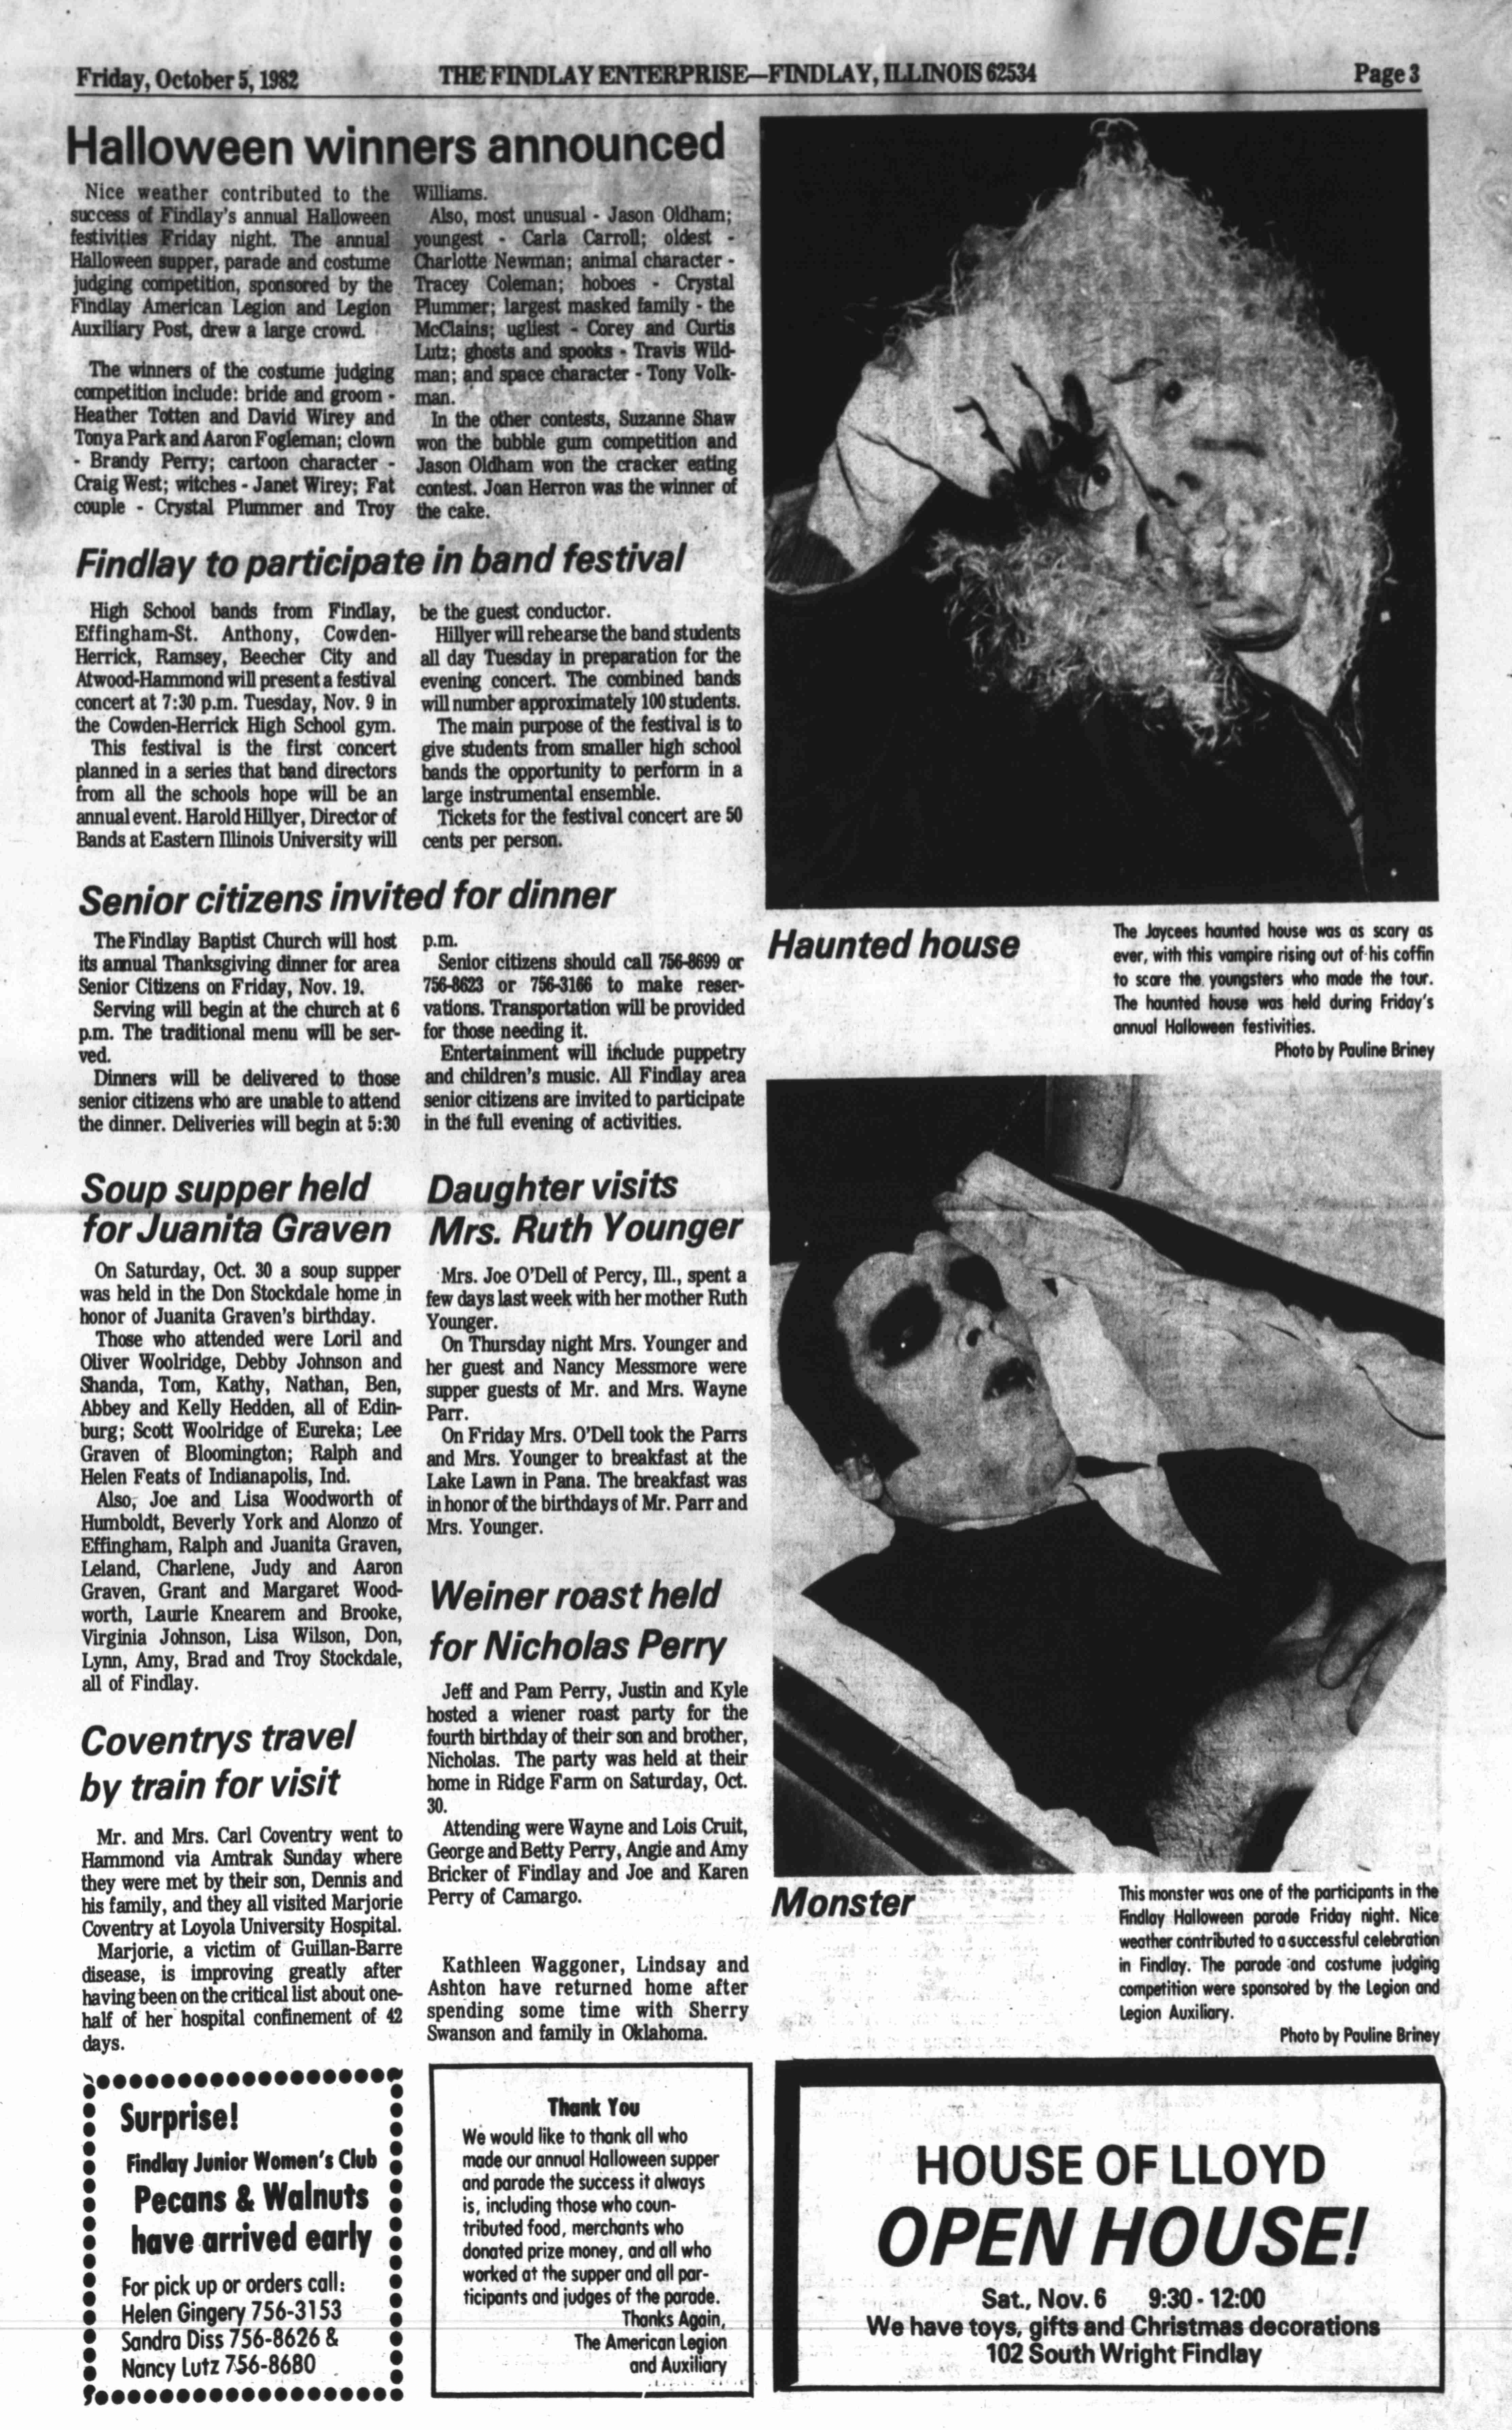 Friday, October 5, 1982
THE FINDLAY ENTERPRISE—FINDLAY, ILLINOIS 62534
Page 3
Halloween winners announced
Nice weather contributed to the
success of Findlay's annual Halloween
festivities Friday night. The annual
Halloween supper, parade and costume
judging competition, sponsored by the
Findlay American Legion and Legion
Auxiliary Post, drew a large crowd.
The winners of the costume judging
competition include: bride and groom -
Heather Totten and David Wirey and
Tonya Park and Aaron Fogleman; clown
- Brandy Perry; cartoon character -
Craig West; witches - Janet Wirey; Fat
couple - Crystal Plummer and Troy
Williams.
Also, most unusual - Jason Oldham;
youngest - Carla Carroll; oldest -
Charlotte Newman; animal character -
Tracey Coleman; hoboes - Crystal
Plummer; largest masked family - the
McClains; ugliest - Corey and Curtis
Lutz; ghosts and spooks - Travis Wild-
man; and space character - Tony Volk-
man.
In the other contests, Suzanne Shaw
won the bubble gum competition and
Jason Oldham won the cracker eating
contest. Joan Herron was the winner of
the cake.
Findlay to participate in band festival
High School bands from Findlay,
Effingham-St. Anthony, Cowden-
Herrick, Ramsey, Beecher City and
Atwood-Hammond will present a festival
concert at 7:30 p.m. Tuesday, Nov. 9 in
the Cowden-Herrick High School gym.
This festival is the first concert
planned in a series that band directors
from all the schools hope will be an
annual event. Harold Hillyer, Director of
Bands at Eastern Illinois University will
be the guest conductor.
Hillyer will rehearse the band students
all day Tuesday in preparation for the
evening concert. The combined bands
will number approximately 100 students.
The main purpose of the festival is to
give students from smaller high school
bands the opportunity to perform in a
large instrumental ensemble.
Tickets for the festival concert are 50
cents per person.
Senior citizens invited for dinner
The Findlay Baptist Church will host
its annual Thanksgiving dinner for area
Senior Citizens on Friday, Nov. 19.
Serving will begin at the church at 6
p.m. The traditional menu will be ser-
ved.
Dinners will be delivered to those
senior citizens who are unable to attend
the dinner. Deliveries will begin at 5:30
p.m.
Senior citizens should call 756-8699 or
756-8623 or 756-3166 to make reser-
vations. Transportation will be provided
for those needing it.
Entertainment will include puppetry
and children's music. All Findlay area
senior citizens are invited to participate
in the full evening of activities.
Soup supper held
for Juanita Graven
On Saturday, Oct. 30 a soup supper
was held in the Don Stockdale home in
honor of Juanita Graven's birthday.
Those who attended were Loril and
Oliver Woolridge, Debby Johnson and
Shanda, Tom, Kathy, Nathan, Ben,
Abbey and Kelly Hedden, all of Edin-
burg; Scott Woolridge of Eureka; Lee
Graven of Bloomington; Ralph and
Helen Feats of Indianapolis, Ind.
Also, Joe and Lisa Woodworth of
Humboldt, Beverly York and Alonzo of
Effingham, Ralph and Juanita Graven,
Leland, Charlene, Judy and Aaron
Graven, Grant and Margaret Wood-
worth, Laurie Knearem and Brooke,
Virginia Johnson, Lisa Wilson, Don,
Lynn, Amy, Brad and Troy Stockdale,
all of Findlay.
Coventrys travel
by train for visit
Mr. and Mrs. Carl Coventry went to
Hammond via Amtrak Sunday where
they were met by their son, Dennis and
his family, and they all visited Marjorie
Coventry at Loyola University Hospital.
Marjorie, a victim of Guillan-Barre
disease, is improving greatly after
having been on the critical list about one-
half of her hospital confinement of 42
days.
Daughter visits
Mrs. Ruth Younger
Mrs. Joe O'Dell of Percy, Ill., spent a
few days last week with her mother Ruth
Younger.
On Thursday night Mrs. Younger and
her guest and Nancy Messmore were
supper guests of Mr. and Mrs. Wayne
Parr.
On Friday Mrs. O'Dell took the Parrs
and Mrs. Younger to breakfast at the
Lake Lawn in Pana. The breakfast was
in honor of the birthdays of Mr. Parr and
Mrs. Younger.
Weiner roast held
for Nicholas Perry
Jeff and Pam Perry, Justin and Kyle
hosted a wiener roast party for the
fourth birthday of their son and brother,
Nicholas. The party was held at their
home in Ridge Farm on Saturday, Oct.
30.
Attending were Wayne and Lois Cruit,
George and Betty Perry, Angie and Amy
Bricker of Findlay and Joe and Karen
Perry of Camargo.
Kathleen Waggoner, Lindsay and
Ashton have returned home after
spending some time with Sherry
Swanson and family in Oklahoma.
Haunted house
The Jaycees haunted house was as scary as
ever, with this vampire rising out of his coffin
to scare the youngsters who made the tour.
The haunted house was held during Friday's
annual Halloween festivities.
Photo by Pauline Briney
Monster
This monster was one of the participants in the
Findlay Halloween parade Friday night. Nice
weather contributed to a successful celebration
in Findlay. The parade and costume judging
competition were sponsored by the Legion and
Legion Auxiliary.
Photo by Pauline Briney
Surprise!
Findlay Junior Women's Club
Pecans & Walnuts
have arrived early
For pick up or orders call:
Helen Gingery 756-3153
Sandra Diss 756-8626 &
Nancy Lutz 756-8680
Thank You
We would like to thank all who
made our annual Halloween supper
and parade the success it always
is, including those who coun-
tributed food, merchants who
donated prize money, and all who
worked at the supper and all par-
ticipants and judges of the parade.
Thanks Again,
The American Legion
and Auxiliary
HOUSE OF LLOYD
OPEN HOUSE!
Sat., Nov. 6 9:30 - 12:00
We have toys, gifts and Christmas decorations
102 South Wright Findlay